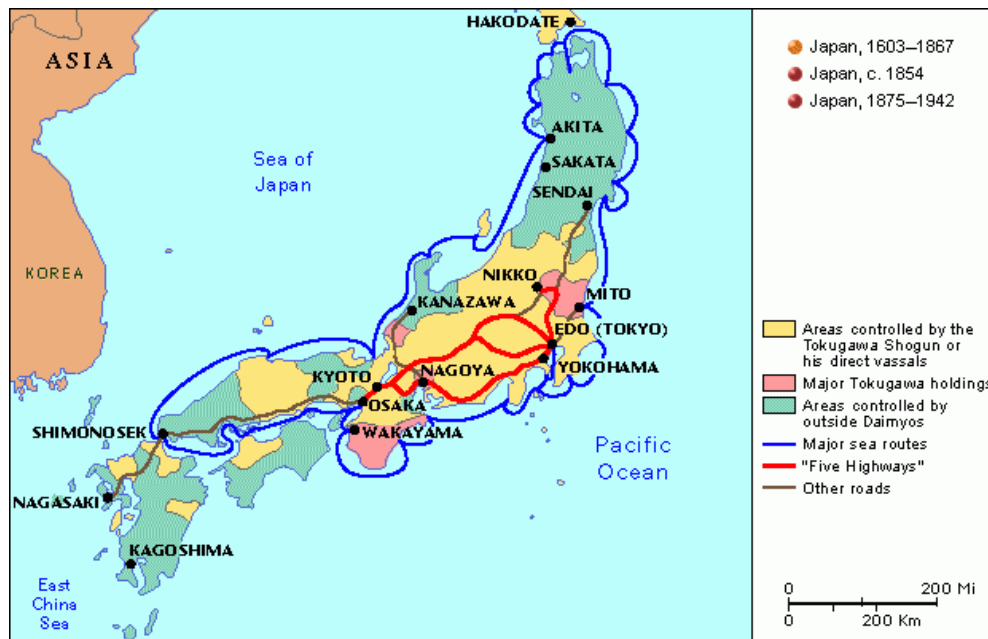 HAKODATE
ASIA
Japan, 1603–1867
Japan, c. 1854
Japan, 1875–1942
AKITA
Sea of
Japan
SAKATA
SENDAI
KOREA
NIKKO
KANAZAWA
MITO
EDO (TOKYO)
YOKOHAMA
NAGOYA
KYOTO
OSAKA
WAKAYAMA
SHIMONOSEK
Pacific
Ocean
NAGASAKI
KAGOSHIMA
East
China
Sea
Areas controlled by the
Tokugawa Shogun or
his direct vassals
Major Tokugawa holdings
Areas controlled by
outside Daimyos
Major sea routes
"Five Highways"
Other roads
0 200 Mi
0 200 Km